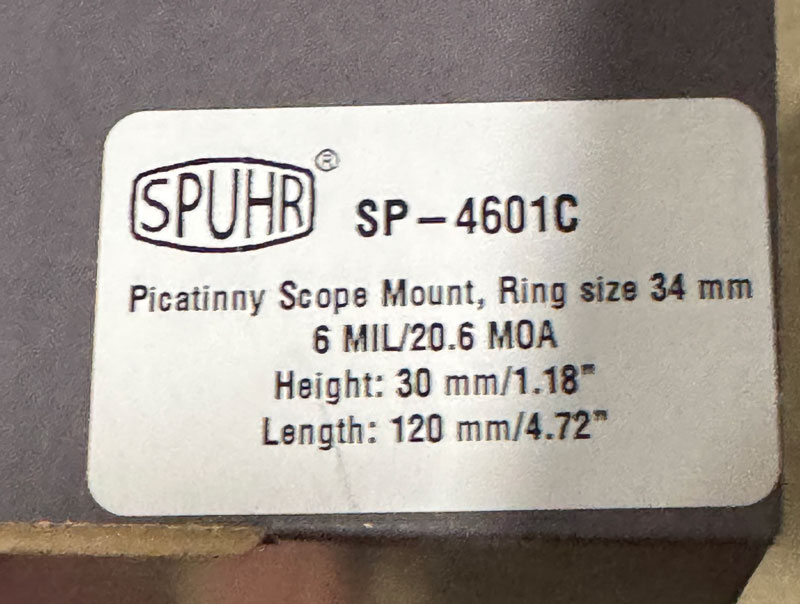 SPUHR® SP-4601C
Picatinny Scope Mount, Ring size 34 mm
6 MIL/20.6 MOA
Height: 30 mm/1.18"
Length: 120 mm/4.72"